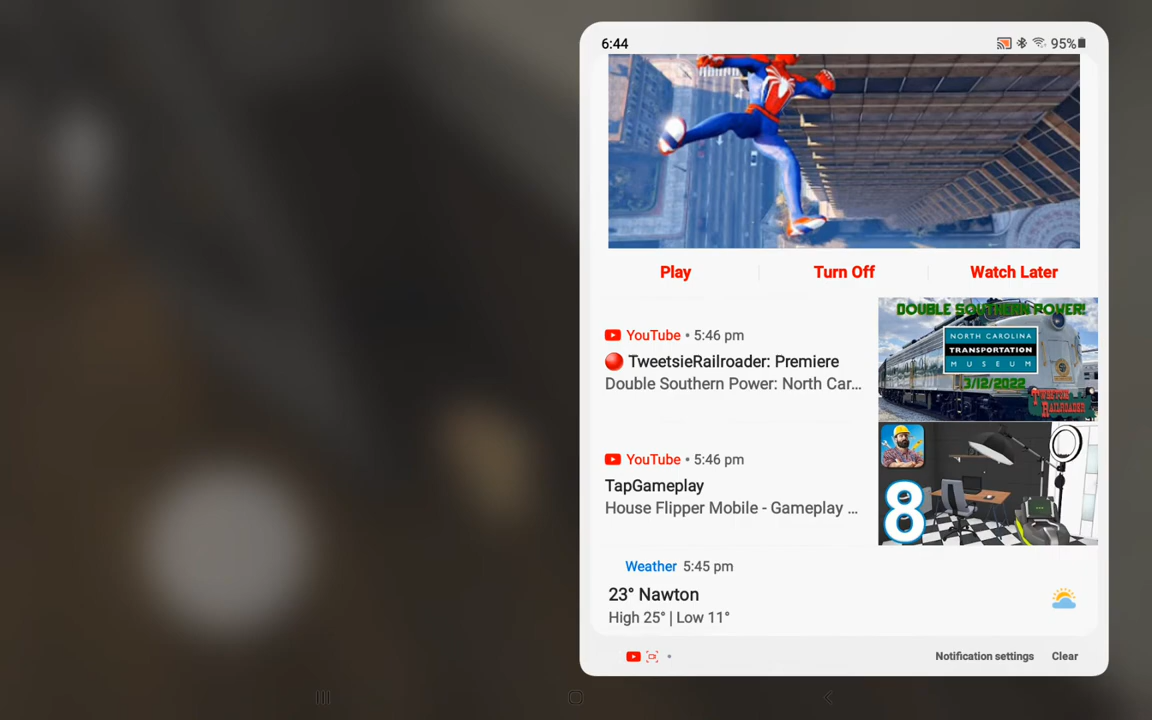 6:44
95%
Play
Turn Off
Watch Later
YouTube • 5:46 pm
TweetsieRailroader: Premiere
Double Southern Power: North Car...
DOUBLE SOUTHERN POWER!
NORTH CAROLINA
TRANSPORTATION
MUSEUM
3/12/2022
TWEETSIE
RAILROADER
YouTube • 5:46 pm
TapGameplay
House Flipper Mobile - Gameplay ...
8
Weather 5:45 pm
23° Nawton
High 25° | Low 11°
Notification settings
Clear